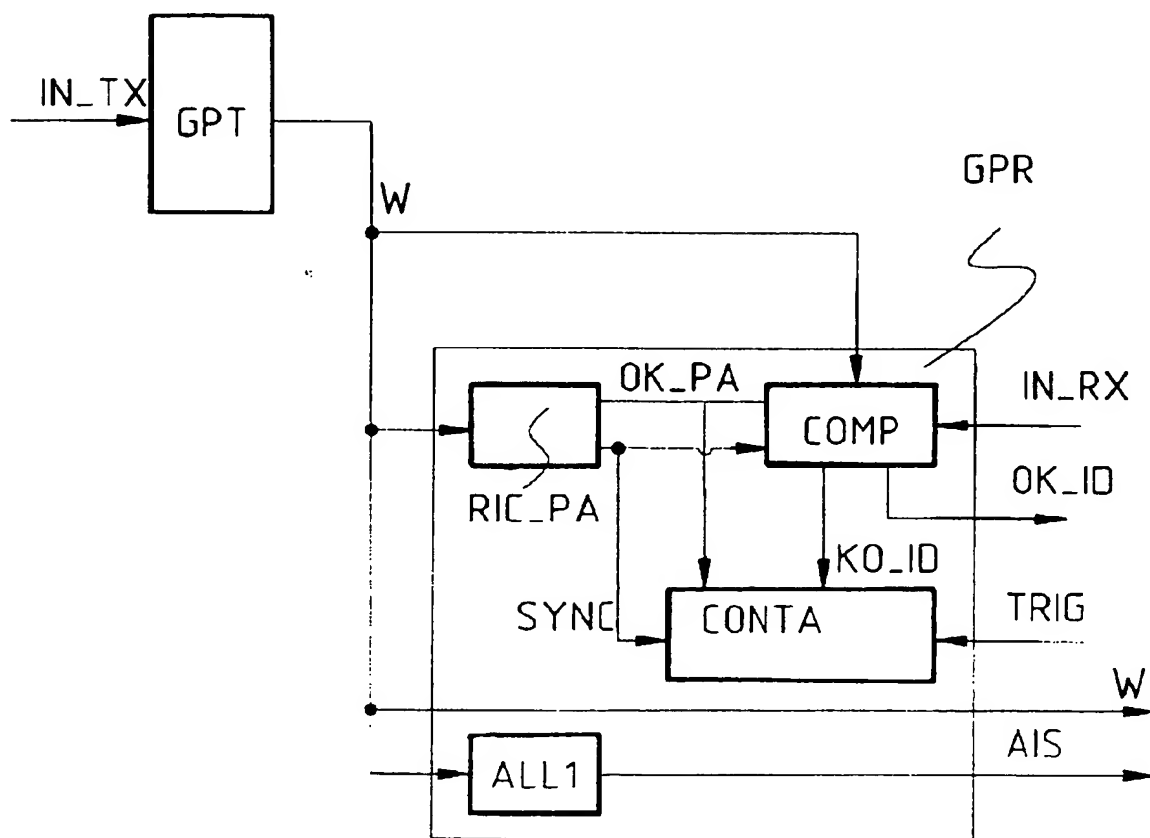 IN_TX
GPT
W
GPR
OK_PA
IN_RX
COMP
OK_ID
RIC_PA
KO_ID
SYNC
CONTA
TRIG
W
AIS
ALL1